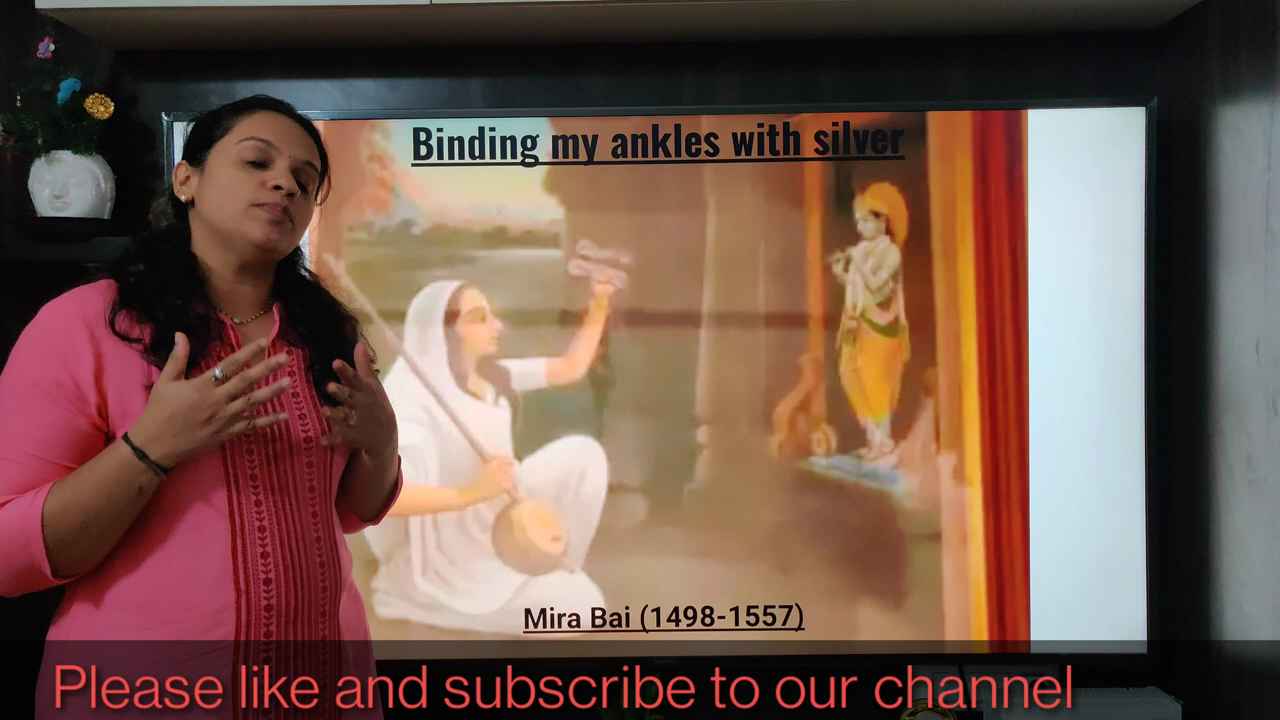 Binding my ankles with silver
Mira Bai (1498-1557)
Please like and subscribe to our channel